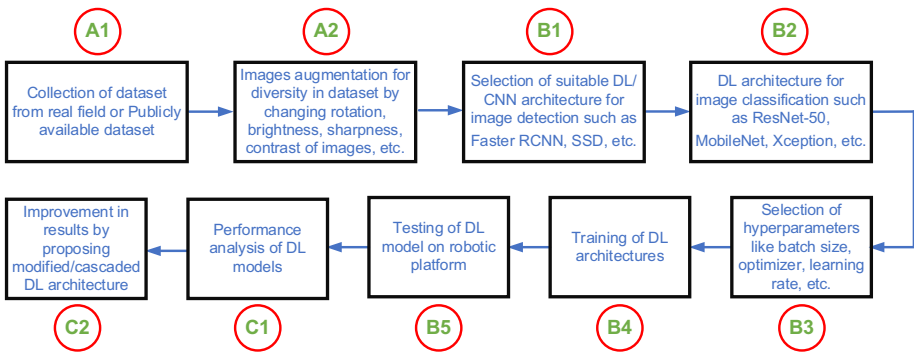 A1
A2
B1
B2
Collection of dataset
from real field or Publicly
available dataset
Images augmentation for
diversity in dataset by
changing rotation,
brightness, sharpness,
contrast of images, etc.
Selection of suitable DL/
CNN architecture for
image detection such as
Faster RCNN, SSD, etc.
DL architecture for
image classification such
as ResNet-50,
MobileNet, Xception, etc.
Selection of
hyperparameters
like batch size,
optimizer, learning
rate, etc.
Training of DL
architectures
Testing of DL
model on robotic
platform
Performance
analysis of DL
models
Improvement in
results by
proposing
modified/cascaded
DL architecture
C2
C1
B5
B4
B3